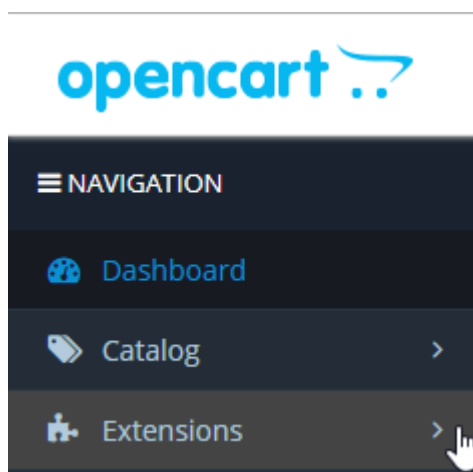 opencart
NAVIGATION
Dashboard
Catalog
Extensions